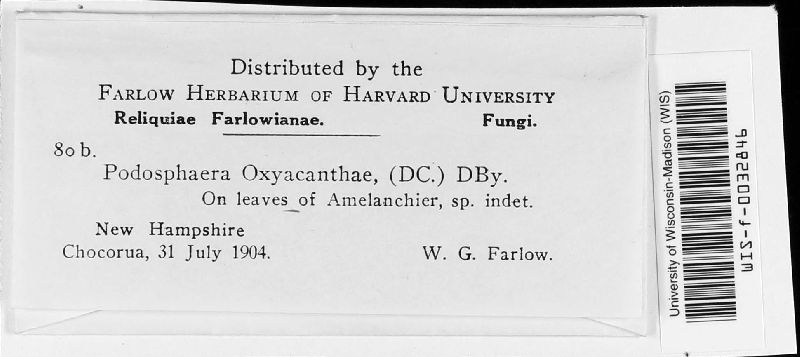 Distributed by the
FARLOW HERBARIUM OF HARVARD UNIVERSITY
Reliquiae Farlowianae. Fungi.
80 b.
Podosphaera Oxyacanthae, (DC.) DBy.
On leaves of Amelanchier, sp. indet.
New Hampshire
Chocorua, 31 July 1904. W. G. Farlow.
University of Wisconsin-Madison (WIS)
WIS-f-0032846